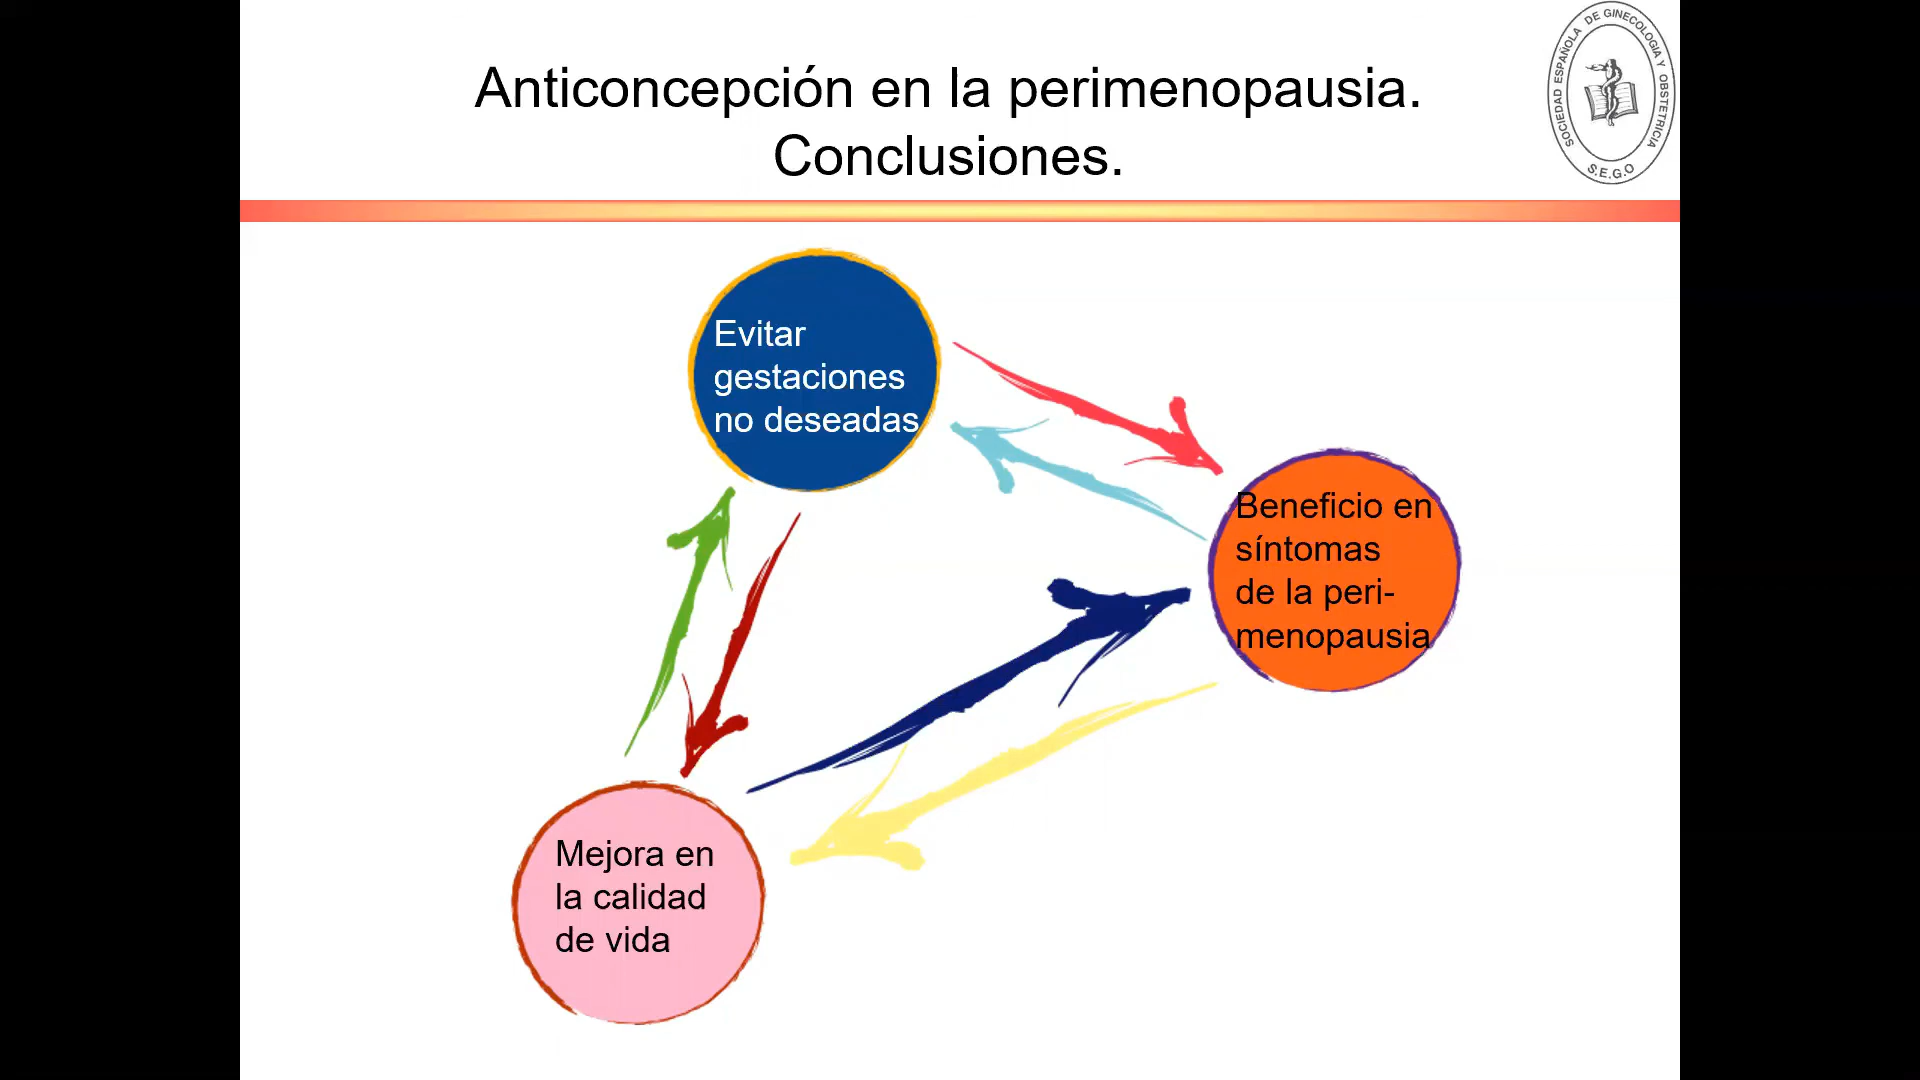 Anticoncepción en la perimenopausia.
Conclusiones.
SOCIEDAD ESPAÑOLA DE GINECOLOGIA Y OBSTETRICIA
S.E.G.O
Evitar
gestaciones
no deseadas
Beneficio en
síntomas
de la peri-
menopausia
Mejora en
la calidad
de vida